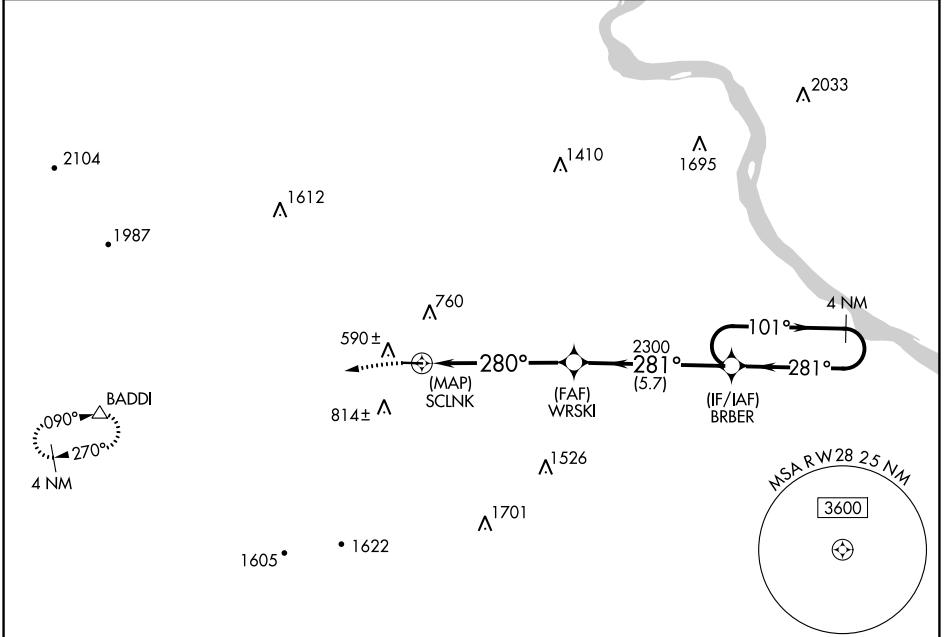 2033
1410
1695
2104
1612
1987
760
4 NM
590 ±
101°
2300
280°
281°
281°
(5.7)
(MAP)
SCLNK
(FAF)
WRSKI
(IF/IAF)
BRBER
BADDI
814 ±
090°
270°
4 NM
1526
MSA RW28 25 NM
3600
1701
1622
1605